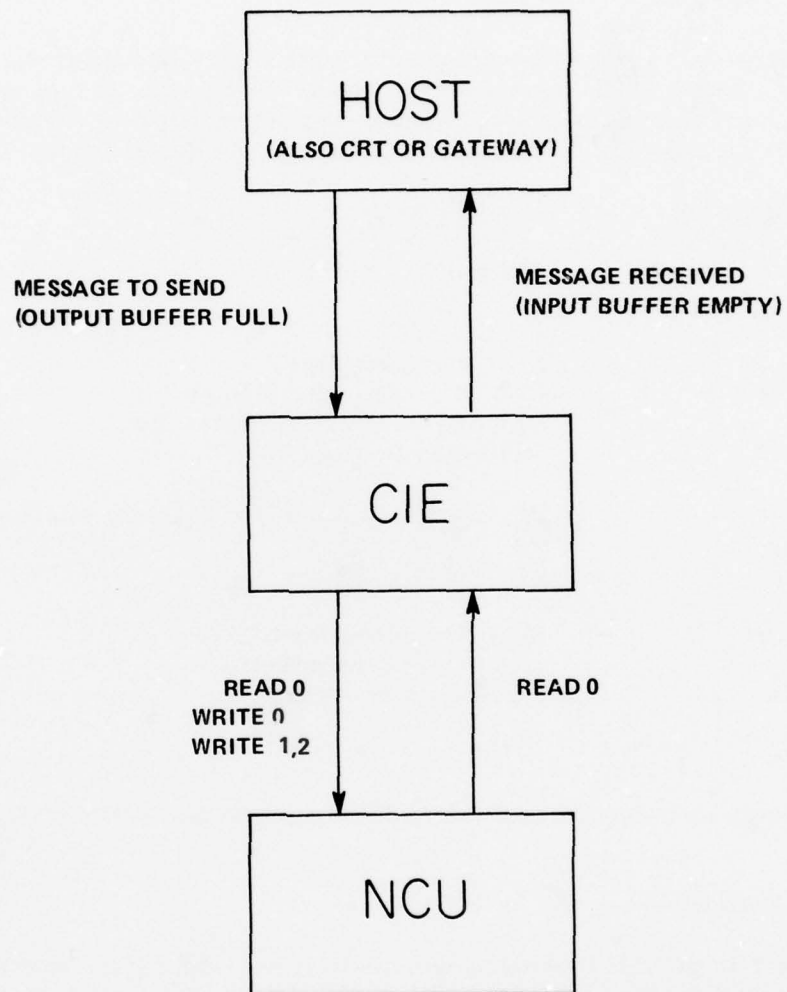 HOST
(ALSO CRT OR GATEWAY)
MESSAGE TO SEND
(OUTPUT BUFFER FULL)
MESSAGE RECEIVED
(INPUT BUFFER EMPTY)
CIE
READ 0
WRITE 0
WRITE 1,2
READ 0
NCU